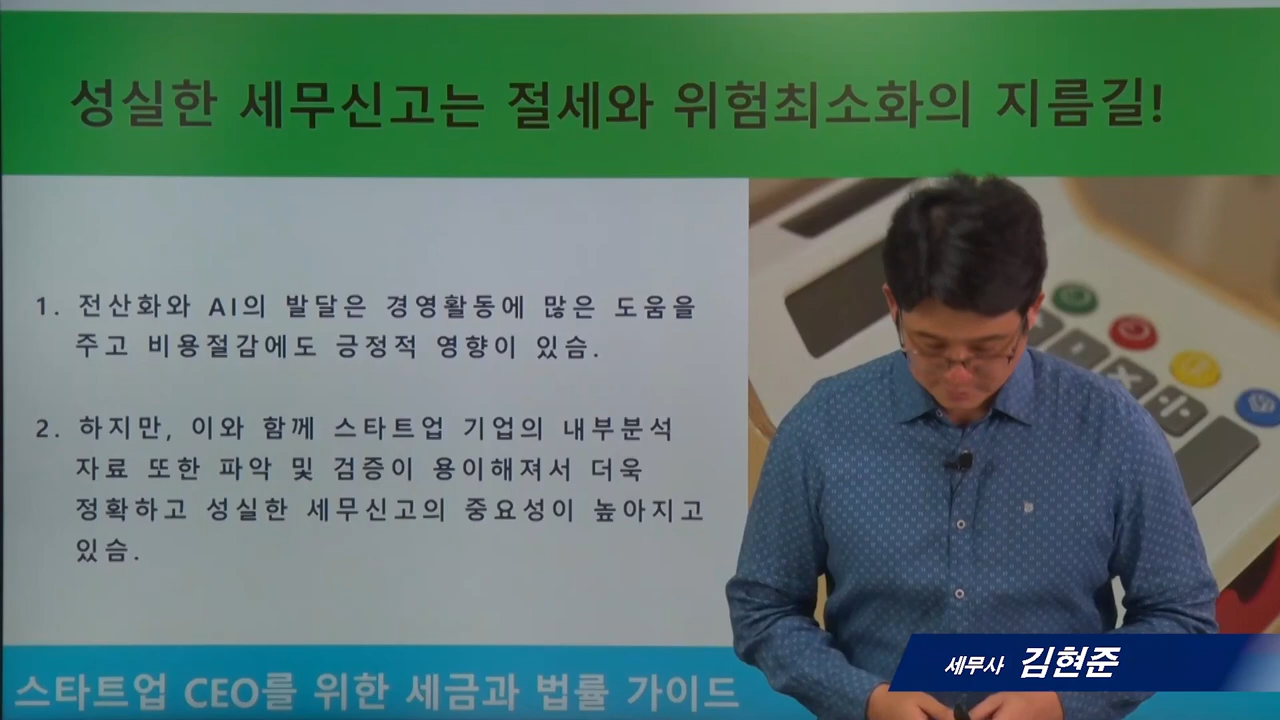 성실한 세무신고는 절세와 위험최소화의 지름길!
1. 전산화와 AI의 발달은 경영활동에 많은 도움을
주고 비용절감에도 긍정적 영향이 있슴.
2. 하지만, 이와 함께 스타트업 기업의 내부분석
자료 또한 파악 및 검증이 용이해져서 더욱
정확하고 성실한 세무신고의 중요성이 높아지고
있슴.
세무사 김현준
스타트업 CEO를 위한 세금과 법률 가이드